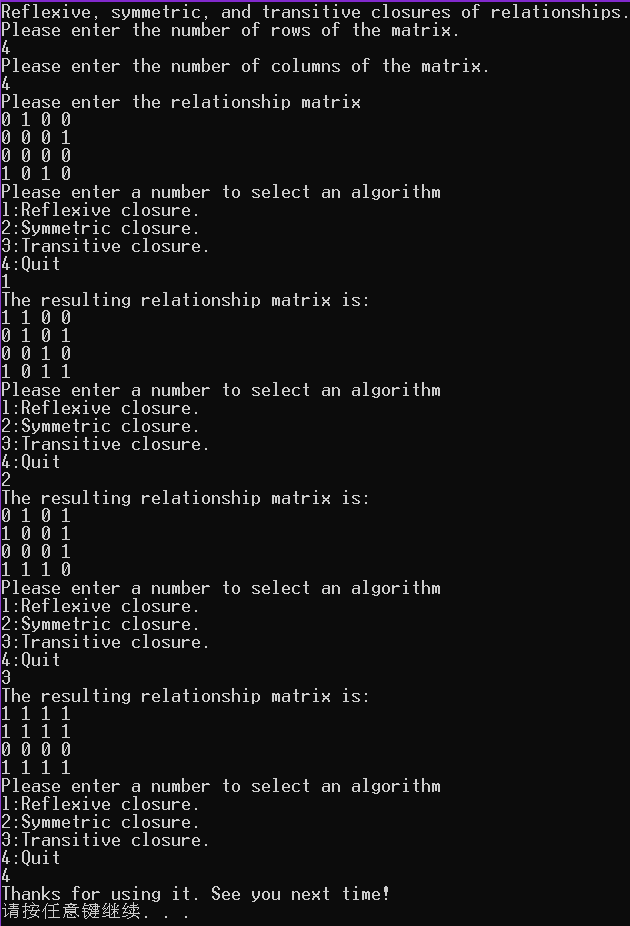 Reflexive, symmetric, and transitive closures of relationships.
Please enter the number of rows of the matrix.
4
Please enter the number of columns of the matrix.
4
Please enter the relationship matrix
0 1 0 0
0 0 0 1
0 0 0 0
1 0 1 0
Please enter a number to select an algorithm
1:Reflexive closure.
2:Symmetric closure.
3:Transitive closure.
4:Quit
1
The resulting relationship matrix is:
1 1 0 0
0 1 0 1
0 0 1 0
1 0 1 1
Please enter a number to select an algorithm
1:Reflexive closure.
2:Symmetric closure.
3:Transitive closure.
4:Quit
2
The resulting relationship matrix is:
0 1 0 1
1 0 0 1
0 0 0 1
1 1 1 0
Please enter a number to select an algorithm
1:Reflexive closure.
2:Symmetric closure.
3:Transitive closure.
4:Quit
3
The resulting relationship matrix is:
1 1 1 1
1 1 1 1
0 0 0 0
1 1 1 1
Please enter a number to select an algorithm
1:Reflexive closure.
2:Symmetric closure.
3:Transitive closure.
4:Quit
4
Thanks for using it. See you next time!
请按任意键继续. . .